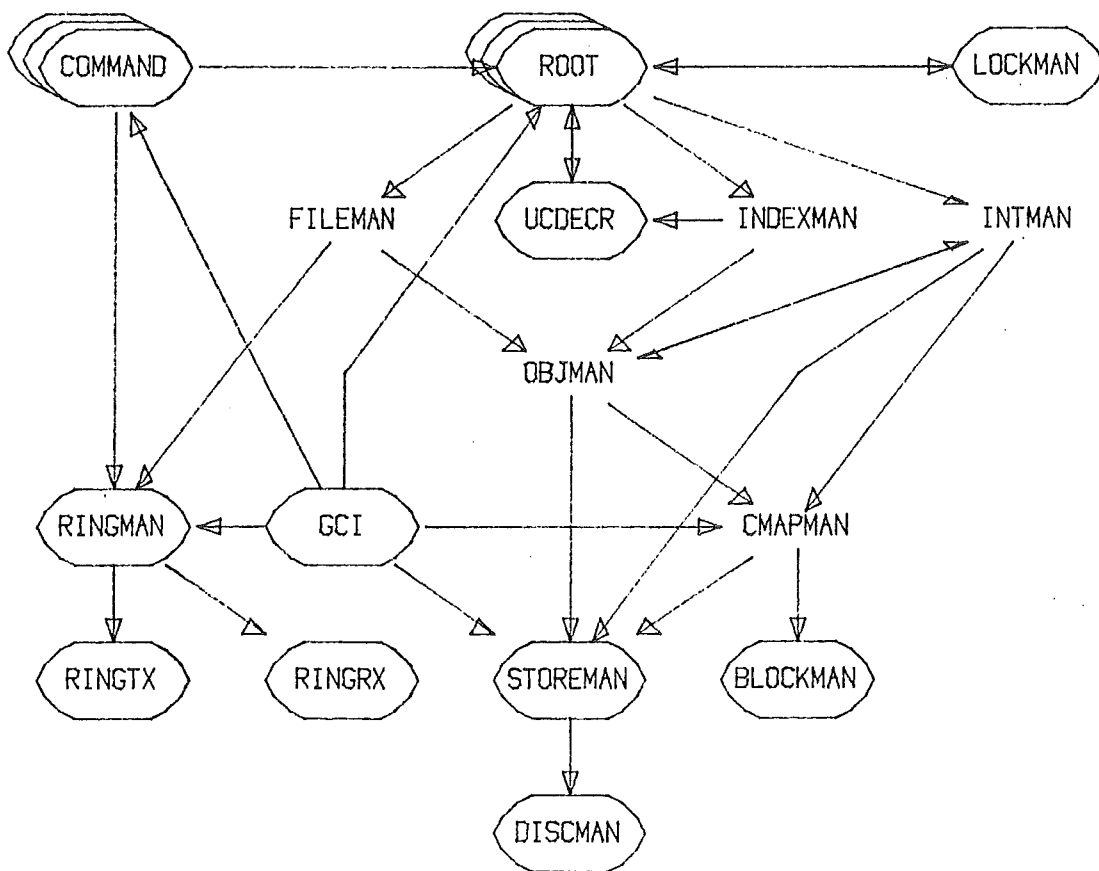 COMMAND
ROOT
LOCKMAN
FILEMAN
UCDECR
INDEXMAN
INTMAN
OBJMAN
RINGMAN
GCI
CMAPMAN
RINGTX
RINGRX
STOREMAN
BLOCKMAN
DISCMAN